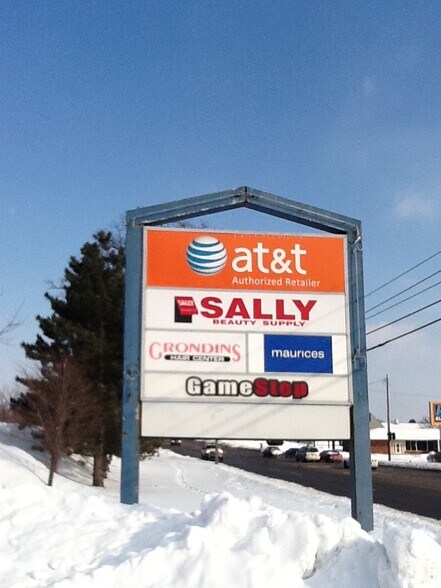 at&t
Authorized Retailer
SALLY
BEAUTY SUPPLY
GRONDINS
HAIR CENTER
maurices
GameStop